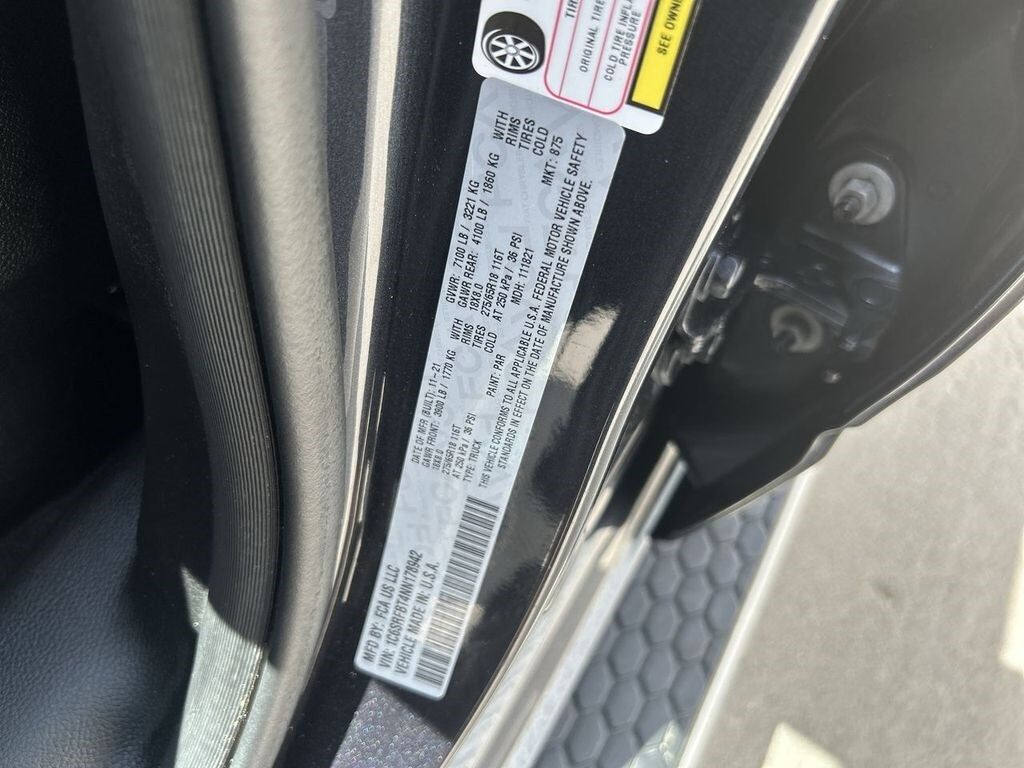 TIRE
ORIGINAL TIRE
COLD TIRE INFL
PRESSURE
SEE OWN
MFD BY: FCA US LLC
DATE OF MFR (BUILT): 11-21
GVWR: 7100 LB / 3221 KG
GAWR FRONT: 3900 LB / 1770 KG WITH
GAWR REAR: 4100 LB / 1860 KG WITH
18X8.0 RIMS
18X8.0 RIMS
275/65R18 116T TIRES
275/65R18 116T TIRES
AT 250 kPa / 36 PSI COLD
AT 250 kPa / 36 PSI COLD
VIN: 1C6SRFBT4NN178942
TYPE: TRUCK
PAINT: PAR
MDH: 111821
MKT: 875
VEHICLE MADE IN: U.S.A.
THIS VEHICLE CONFORMS TO ALL APPLICABLE U.S.A. FEDERAL MOTOR VEHICLE SAFETY
STANDARDS IN EFFECT ON THE DATE OF MANUFACTURE SHOWN ABOVE.